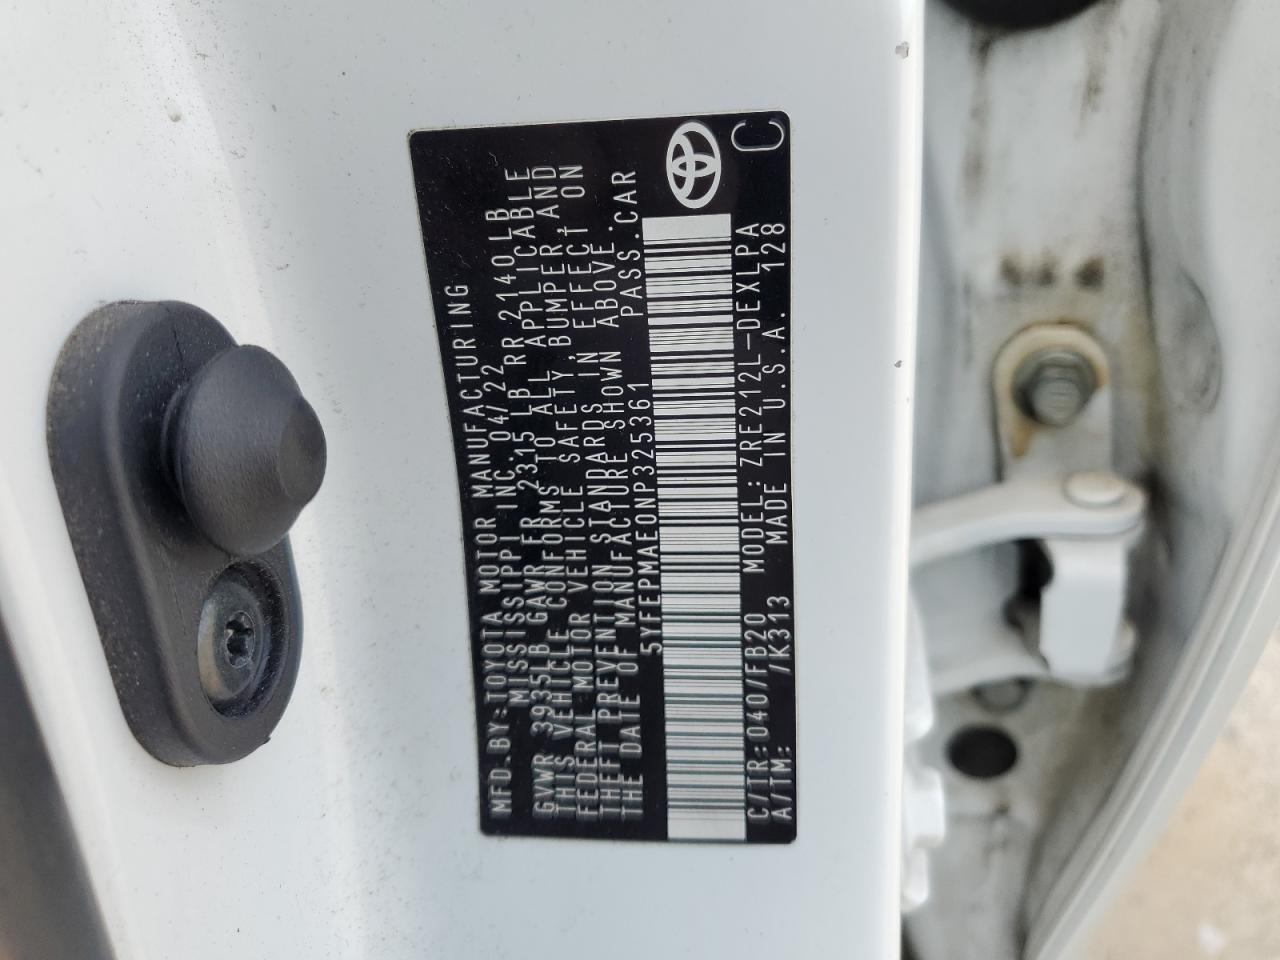 MFD.BY:TOYOTA MOTOR MANUFACTURING
MISSISSIPPI INC. 04/22
GVWR 3935LB GAWR FR 2315 LB RR 2140LB
THIS VEHICLE CONFORMS TO ALL APPLICABLE
FEDERAL MOTOR VEHICLE SAFETY, BUMPER, AND
THEFT PREVENTION STANDARDS IN EFFECT ON
THE DATE OF MANUFACTURE SHOWN ABOVE.
5YFEPMAE0NP325361 PASS.CAR
C/TR: 040/FB20 MODEL:ZRE212L-DEXLPA
A/TM: /K313 MADE IN U.S.A. 128
C